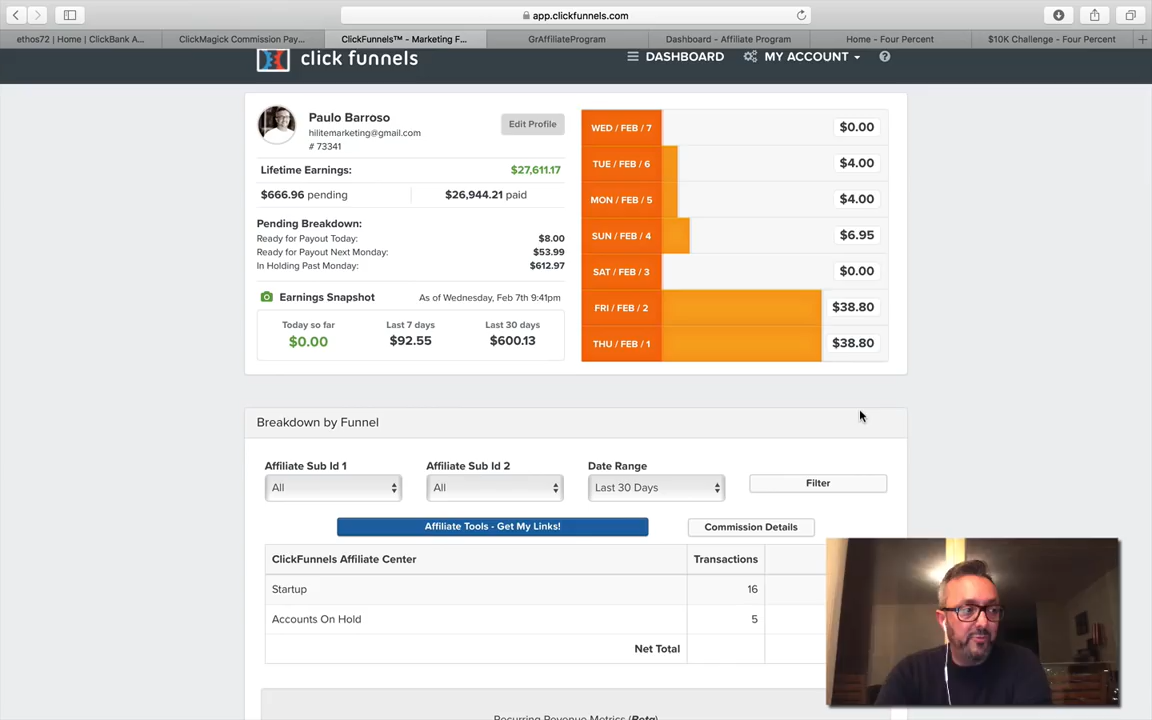 app.clickfunnels.com
ethos72 | Home | ClickBank A... ClickMagick Commission Pay... ClickFunnels™ - Marketing F... GrAffiliateProgram Dashboard - Affiliate Program Home - Four Percent $10K Challenge - Four Percent
click funnels DASHBOARD MY ACCOUNT
Paulo Barroso
hilitemarketing@gmail.com
# 73341
Edit Profile
Lifetime Earnings: $27,611.17
$666.96 pending $26,944.21 paid
Pending Breakdown:
Ready for Payout Today: $8.00
Ready for Payout Next Monday: $53.99
In Holding Past Monday: $612.97
Earnings Snapshot As of Wednesday, Feb 7th 9:41pm
Today so far Last 7 days Last 30 days
$0.00 $92.55 $600.13
WED / FEB / 7 $0.00
TUE / FEB / 6 $4.00
MON / FEB / 5 $4.00
SUN / FEB / 4 $6.95
SAT / FEB / 3 $0.00
FRI / FEB / 2 $38.80
THU / FEB / 1 $38.80
Breakdown by Funnel
Affiliate Sub Id 1 Affiliate Sub Id 2 Date Range
All All Last 30 Days Filter
Affiliate Tools - Get My Links! Commission Details
ClickFunnels Affiliate Center Transactions
Startup 16
Accounts On Hold 5
Net Total
Recurring Revenue Metrics (Beta)